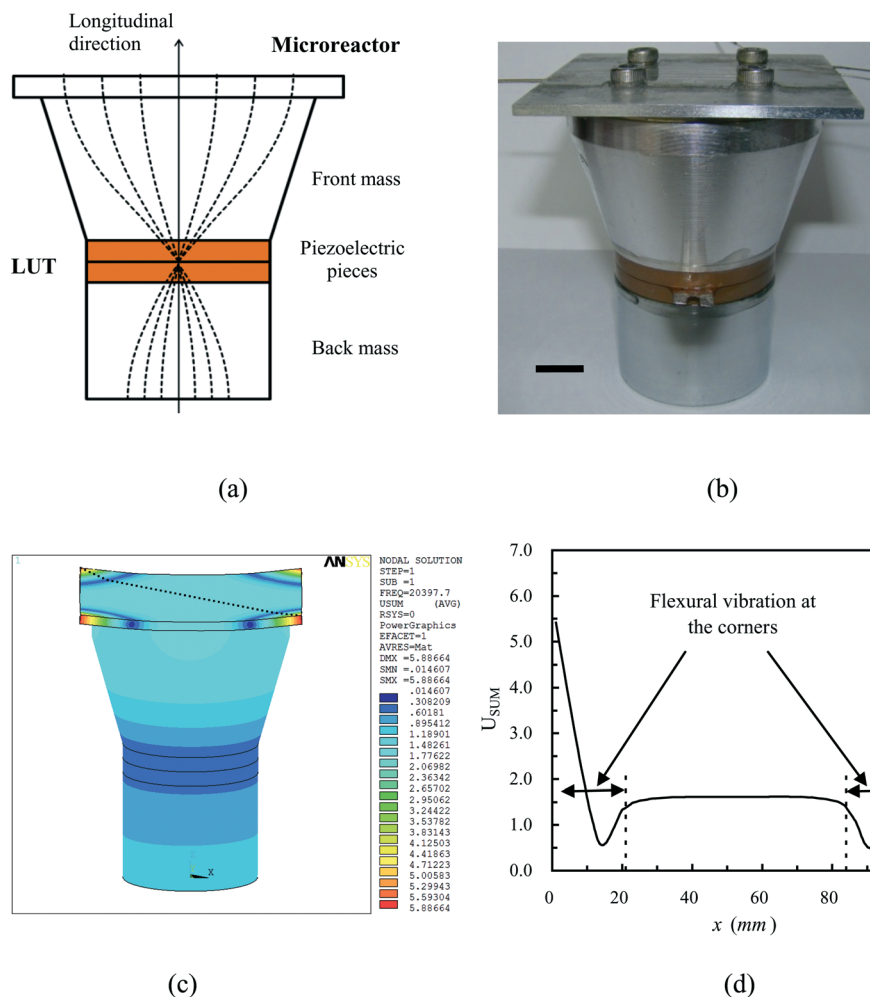 Longitudinal
direction
Microreactor
Front mass
LUT
Piezoelectric
pieces
Back mass
(a)
(b)
1
ANSYS
NODAL SOLUTION
STEP=1
SUB =1
FREQ=20397.7
USUM (AVG)
RSYS=0
PowerGraphics
EFACET=1
AVRES=Mat
DMX =5.88664
SMN =.014607
SMX =5.88664
.014607
.308209
.60181
.895412
1.18901
1.48261
1.77622
2.06982
2.36342
2.65702
2.95062
3.24422
3.53782
3.83143
4.12503
4.41863
4.71223
5.00583
5.29943
5.59304
5.88664
X
(c)
7.0
6.0
5.0
4.0
3.0
2.0
1.0
0.0
USUM
Flexural vibration at
the corners
0
20
40
60
80
x (mm)
(d)